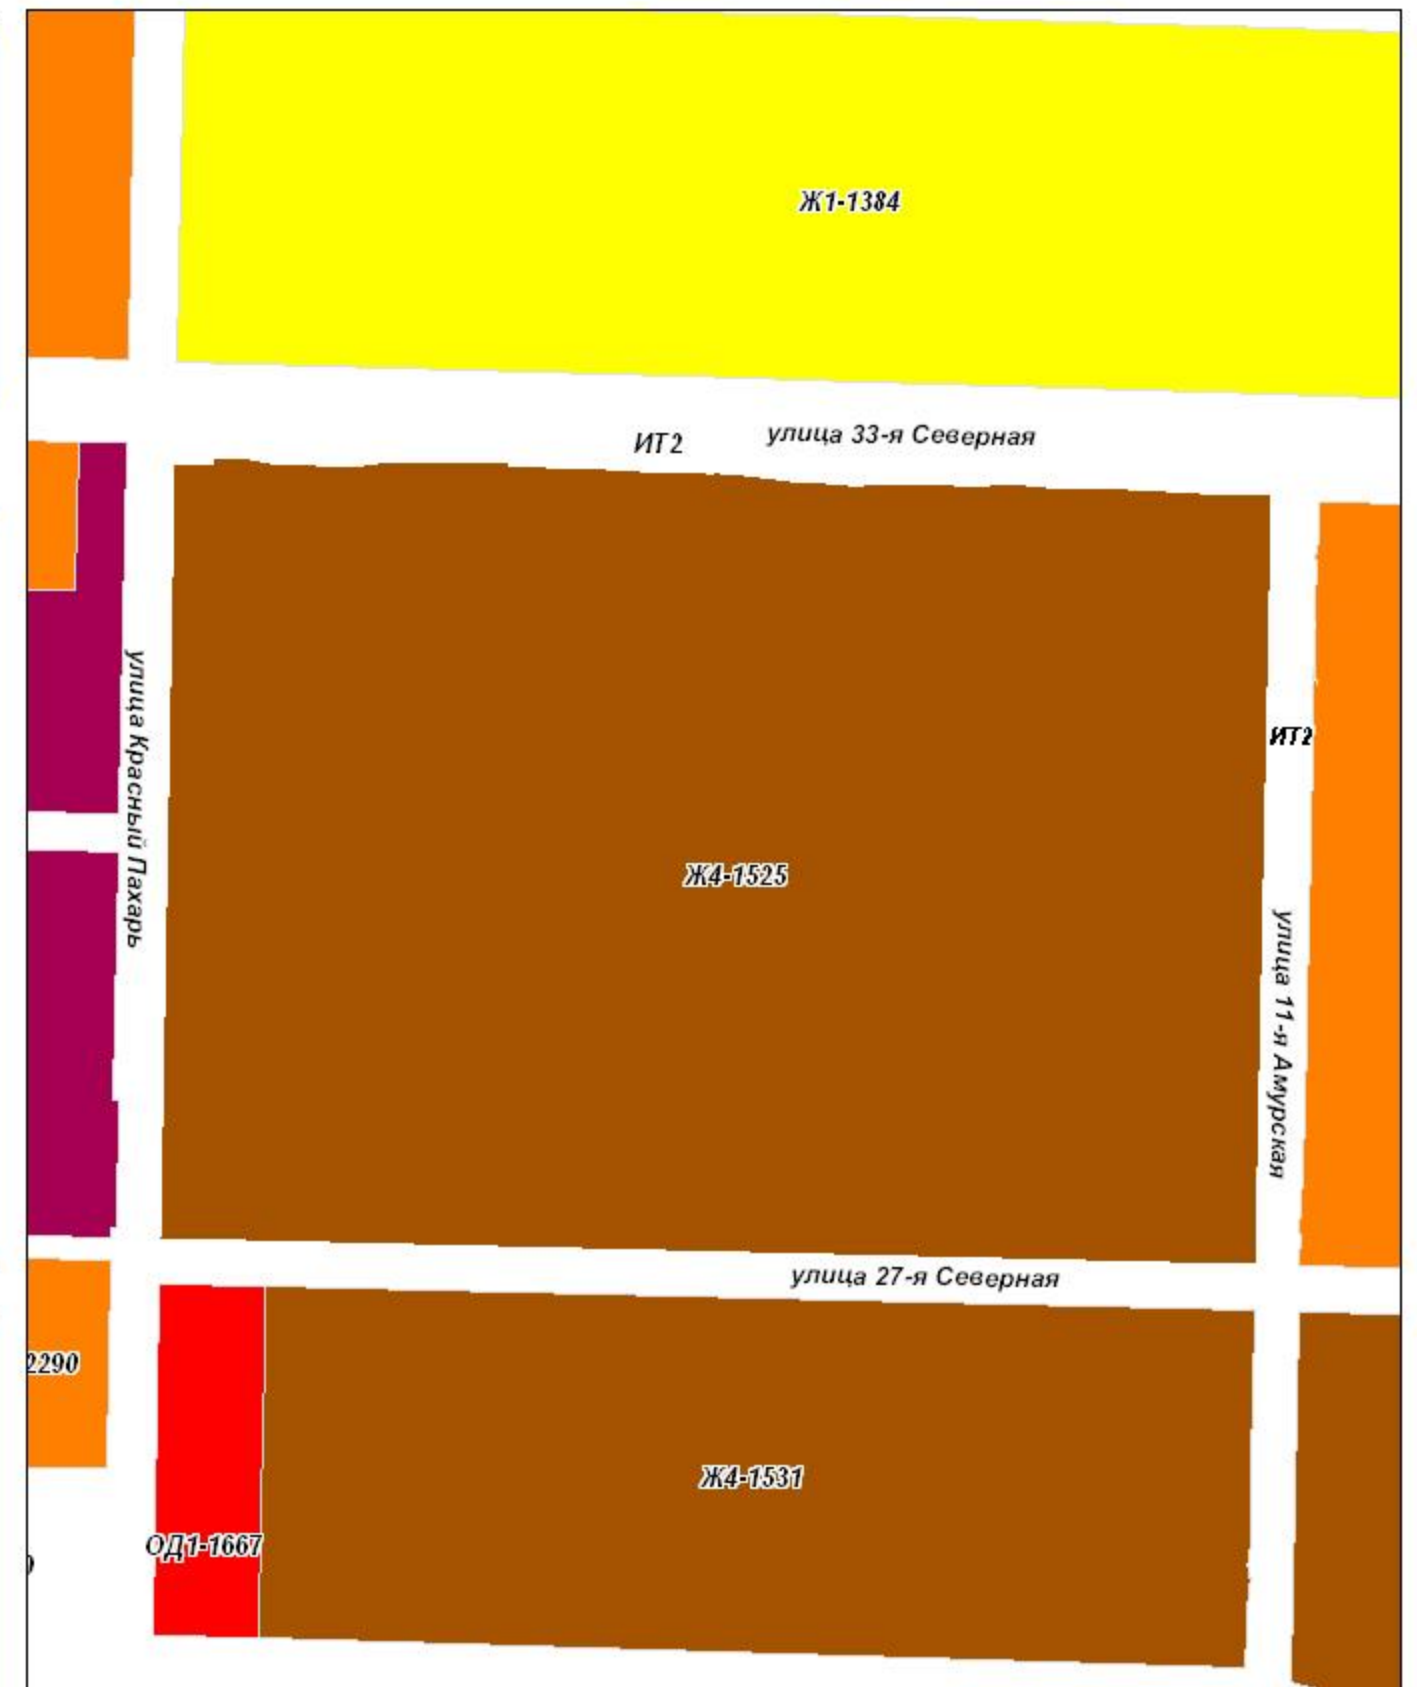 Ж1-1384
улица 33-я Северная
ИТ2
улица Красный Пахарь
ИТ2
Ж4-1525
улица 11-я Амурская
улица 27-я Северная
2290
Ж4-1531
ОД1-1667